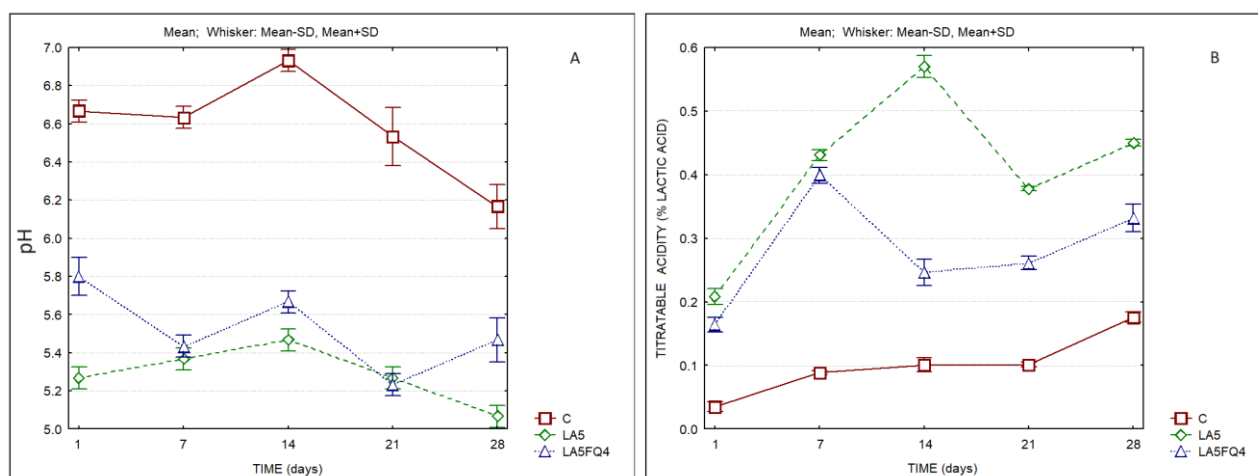 Mean; Whisker: Mean-SD, Mean+SD
A
7.0
6.8
6.6
6.4
6.2
6.0
5.8
5.6
5.4
5.2
5.0
pH
1 7 14 21 28
TIME (days)
C
LA5
LA5FQ4
Mean; Whisker: Mean-SD, Mean+SD
B
0.6
0.5
0.4
0.3
0.2
0.1
0.0
TITRATABLE ACIDITY (% LACTIC ACID)
1 7 14 21 28
TIME (days)
C
LA5
LA5FQ4